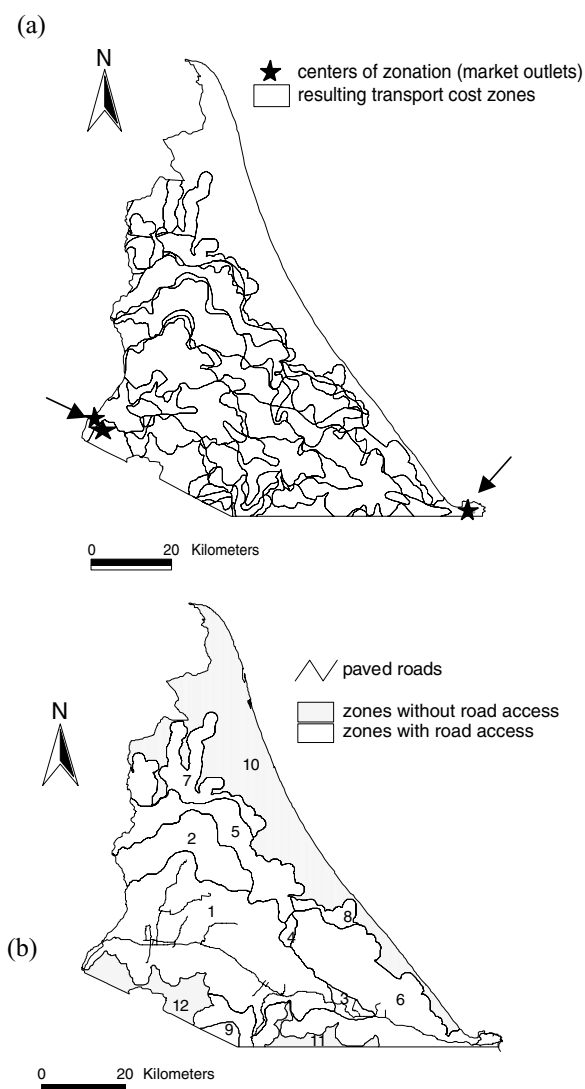 (a)
N
centers of zonation (market outlets)
resulting transport cost zones
0 20 Kilometers
N
paved roads
zones without road access
zones with road access
10
7
5
2
1
8
4
(b)
3
6
12
9
11
0 20 Kilometers